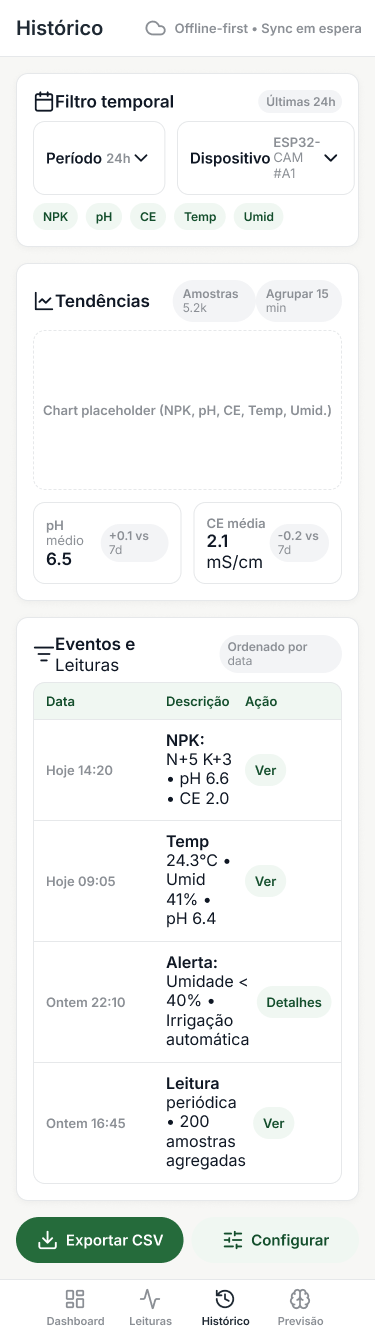 Histórico
Offline-first • Sync em espera
Filtro temporal
Últimas 24h
Período 24h
Dispositivo ESP32-
CAM
#A1
NPK
pH
CE
Temp
Umid
Tendências
Amostras
5.2k
Agrupar 15
min
Chart placeholder (NPK, pH, CE, Temp, Umid.)
pH
médio
6.5
+0.1 vs
7d
CE média
2.1
mS/cm
-0.2 vs
7d
Eventos e
Leituras
Ordenado por
data
Data
Descrição
Ação
Hoje 14:20
NPK:
N+5 K+3
• pH 6.6
• CE 2.0
Ver
Hoje 09:05
Temp
24.3°C •
Umid
41% •
pH 6.4
Ver
Ontem 22:10
Alerta:
Umidade <
40% •
Irrigação
automática
Detalhes
Ontem 16:45
Leitura
periódica
• 200
amostras
agregadas
Ver
Exportar CSV
Configurar
Dashboard
Leituras
Histórico
Previsão